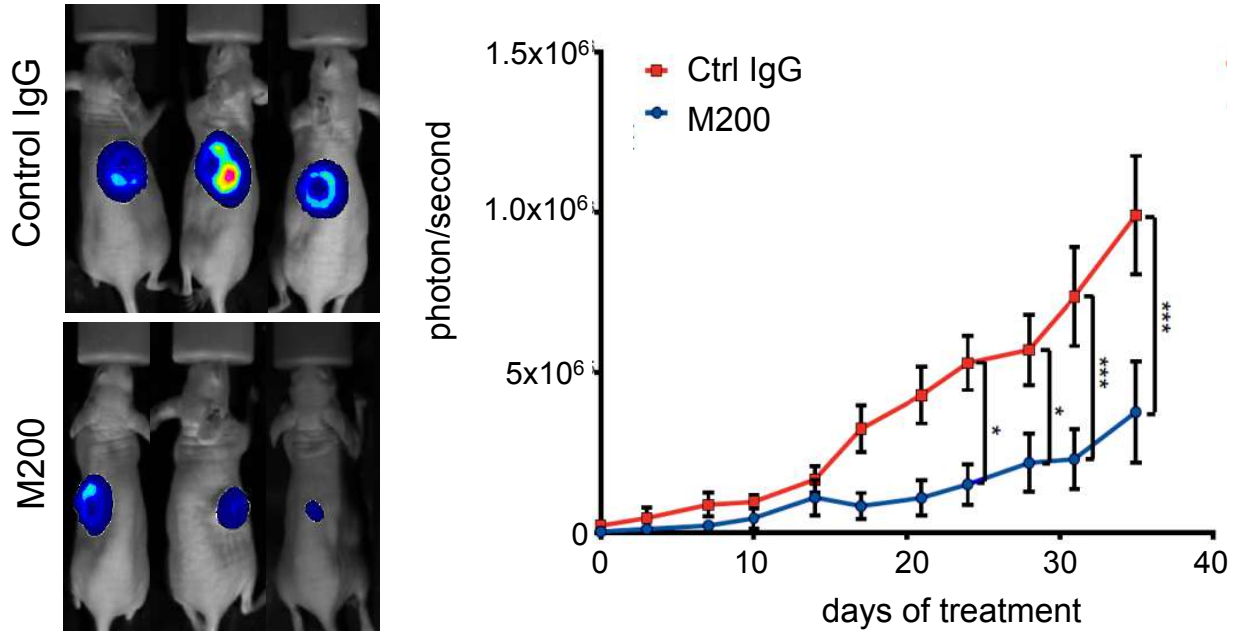 Control IgG
M200
photon/second
1.5x10⁶
1.0x10⁶
5x10⁶
0
Ctrl IgG
M200
*
*
***
***
0
10
20
30
40
days of treatment